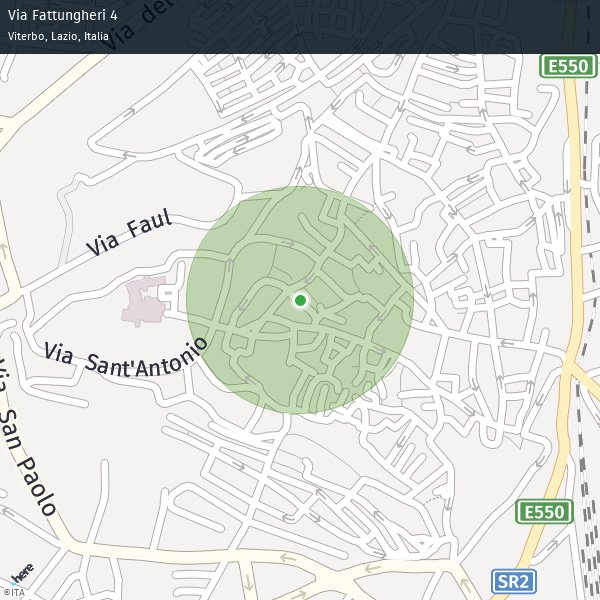 Via Fattungheri 4
Viterbo, Lazio, Italia
Via del
E550
Via Faul
Via Sant'Antonio
Via San Paolo
E550
SR2
here
©ITA